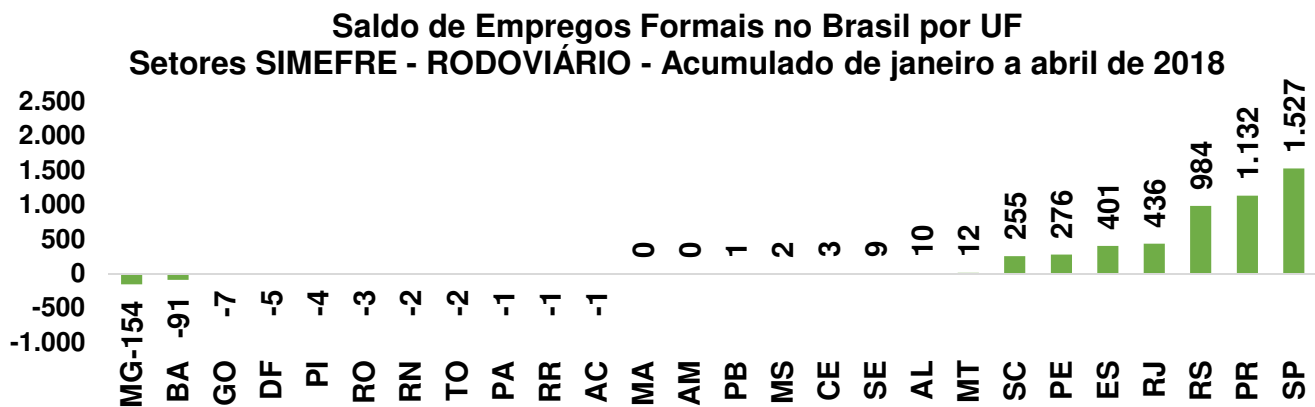 Saldo de Empregos Formais no Brasil por UF
Setores SIMEFRE - RODOVIÁRIO - Acumulado de janeiro a abril de 2018
2.500
2.000
1.500
1.000
500
0
-500
-1.000
-154
-91
-7
-5
-4
-3
-2
-2
-1
-1
-1
0
0
1
2
3
9
10
12
255
276
401
436
984
1.132
1.527
MG
BA
GO
DF
PI
RO
RN
TO
PA
RR
AC
MA
AM
PB
MS
CE
SE
AL
MT
SC
PE
ES
RJ
RS
PR
SP